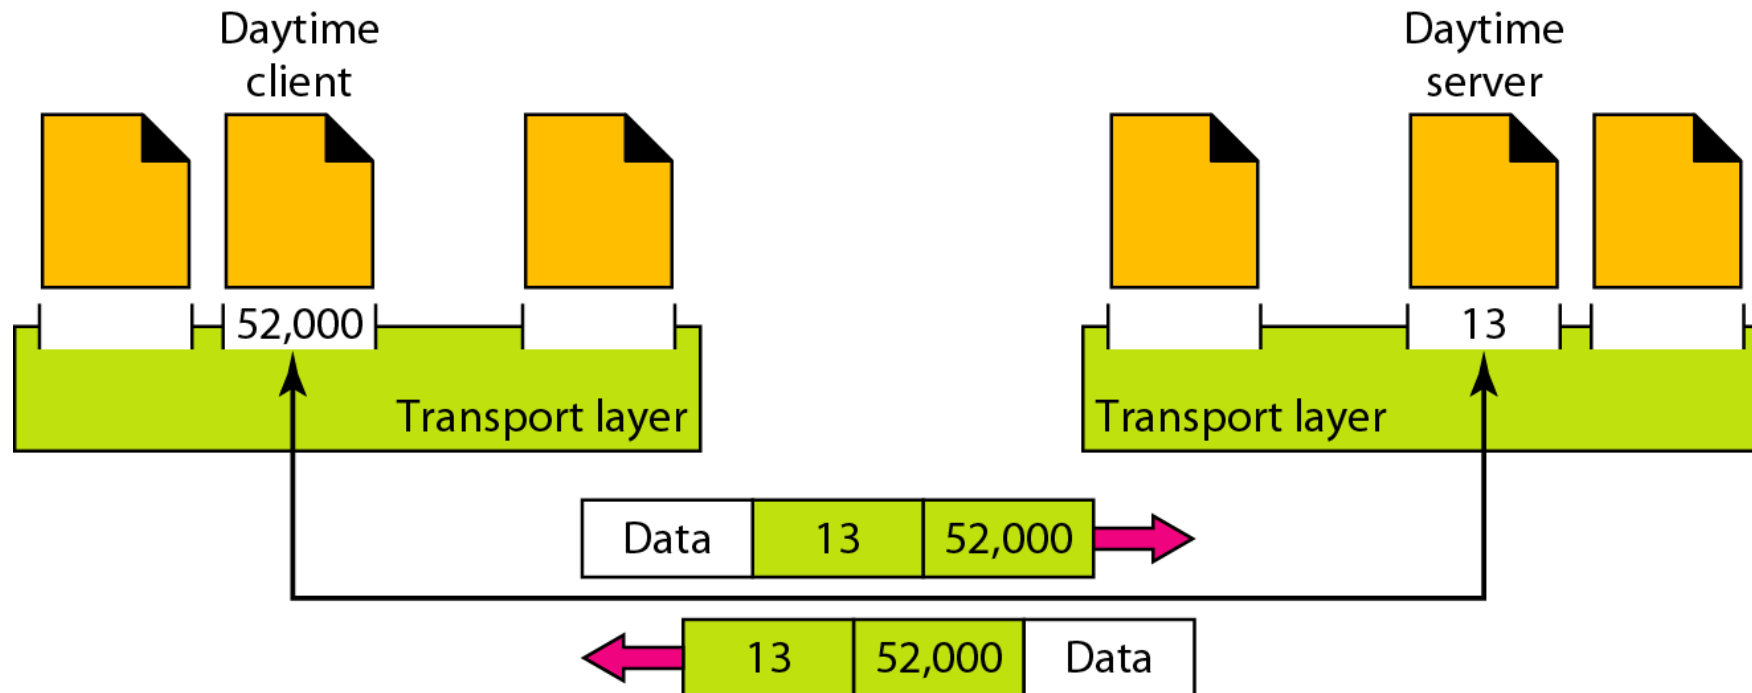 Daytime
client
Daytime
server
52,000
13
Transport layer
Transport layer
Data 13 52,000
13 52,000 Data